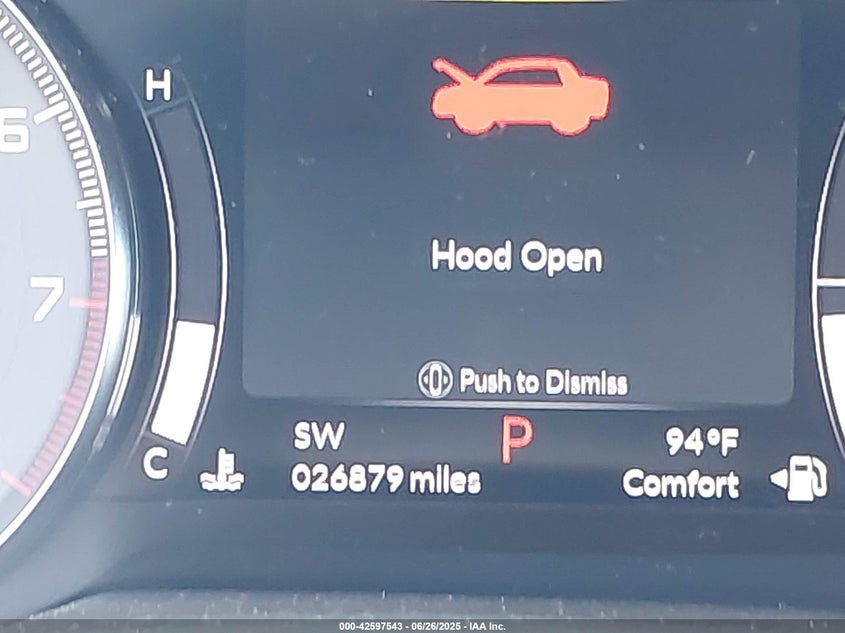 H
6
7
Hood Open
Push to Dismiss
C
SW
P
94°F
026879 miles
Comfort
000-42597543 - 06/26/2025 - IAA Inc.